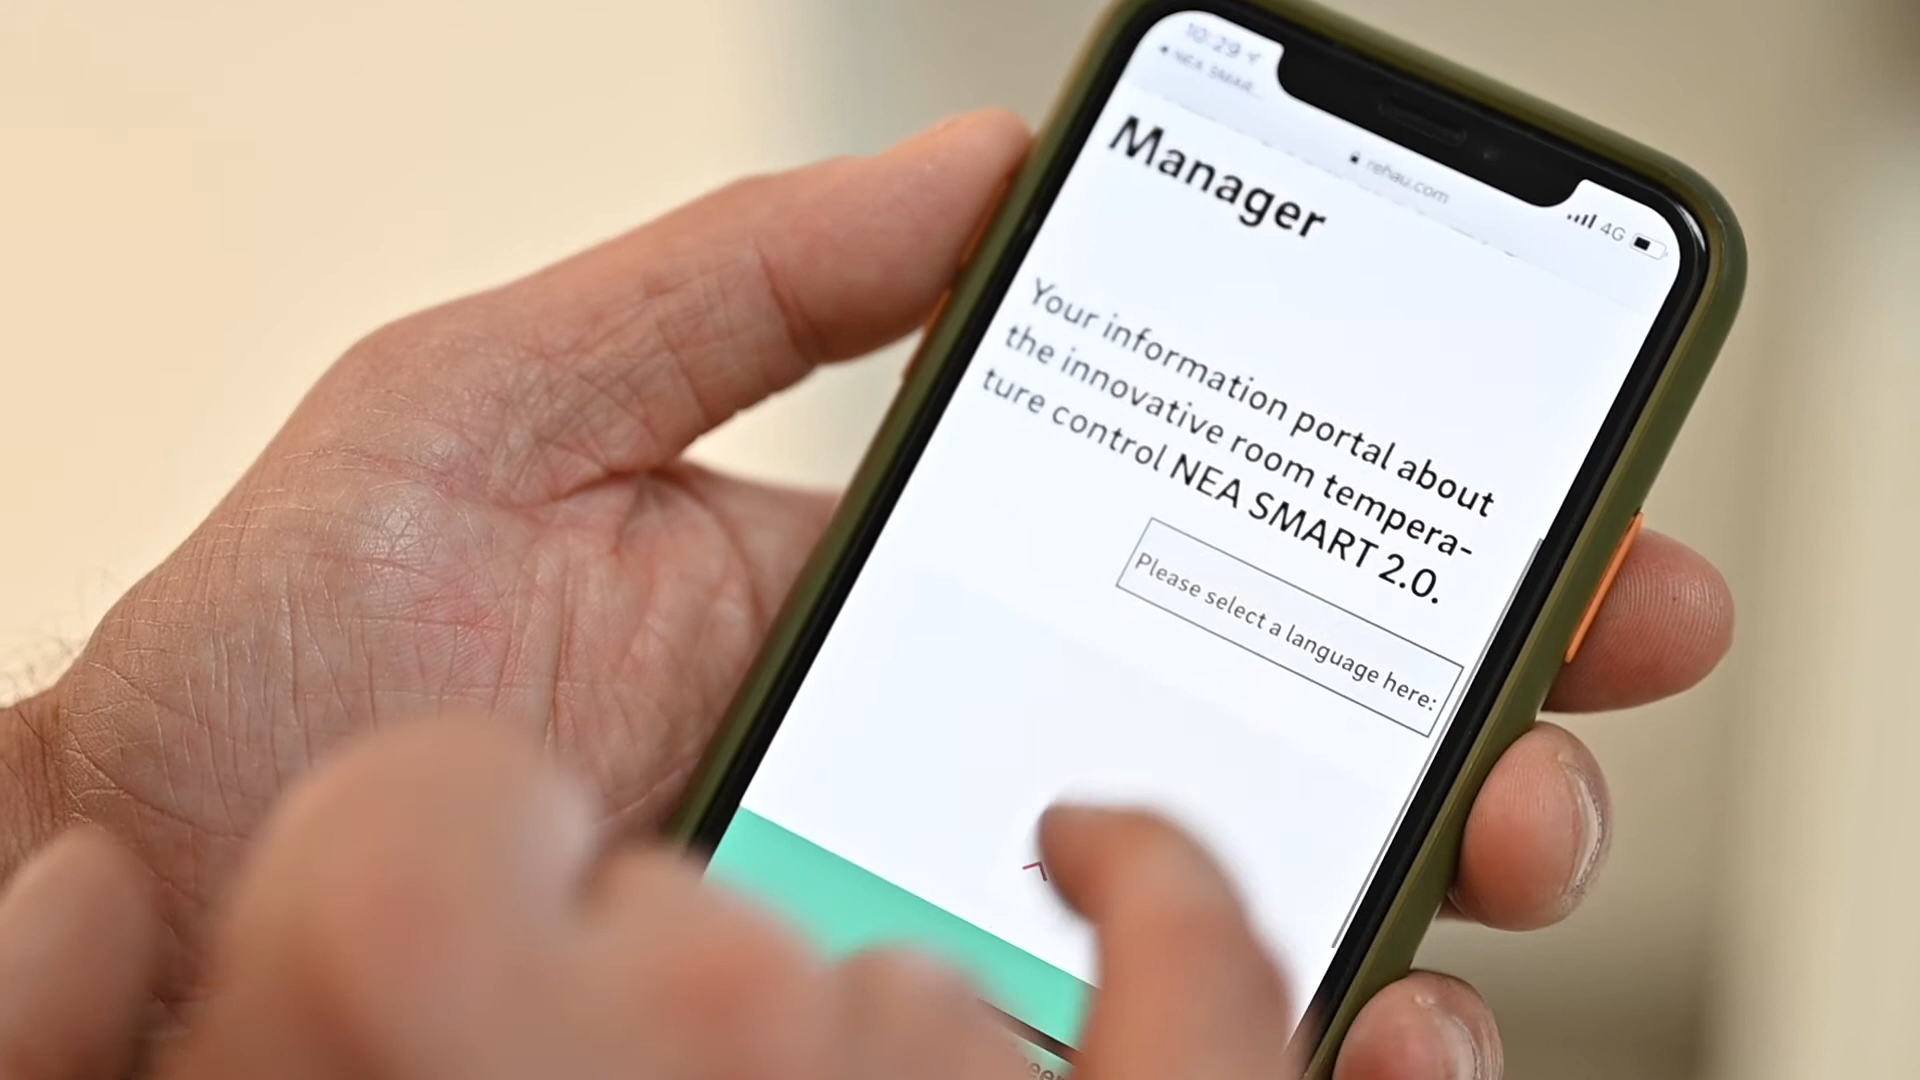 10:29
NEA SMAR...
rehau.com
4G
Manager
Your information portal about
the innovative room tempera-
ture control NEA SMART 2.0.
Please select a language here: